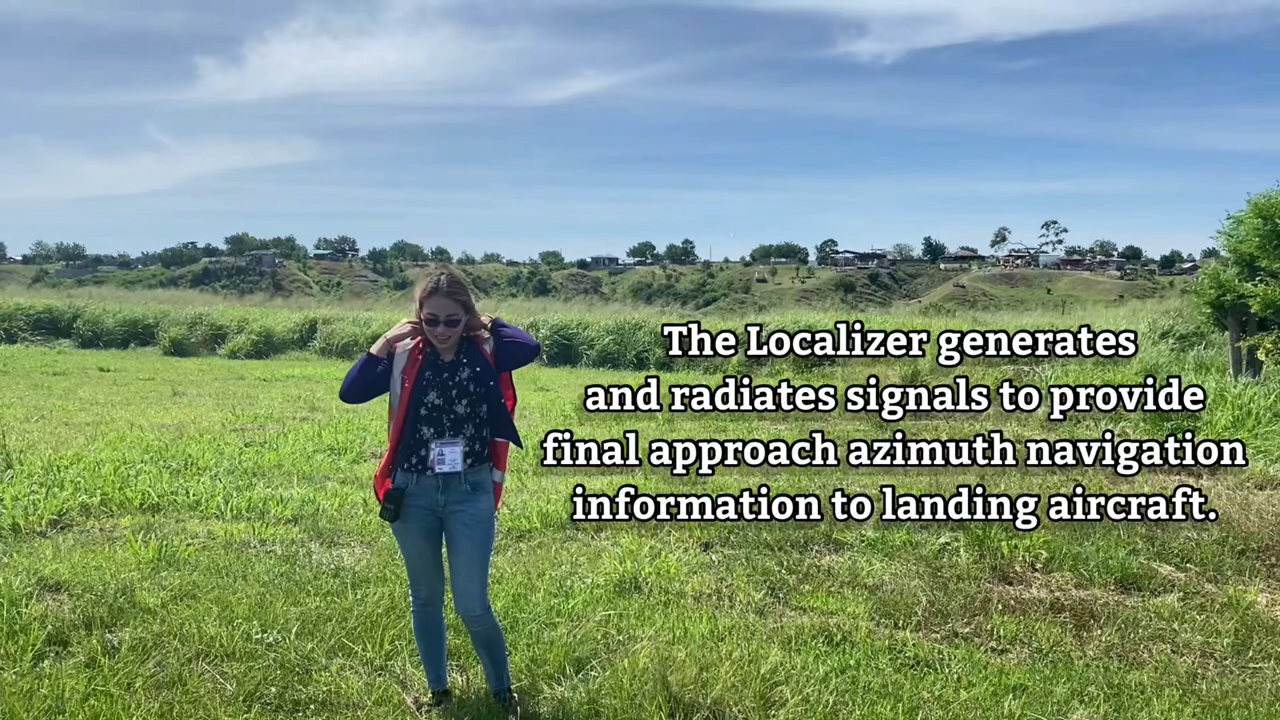 The Localizer generates
and radiates signals to provide
final approach azimuth navigation
information to landing aircraft.